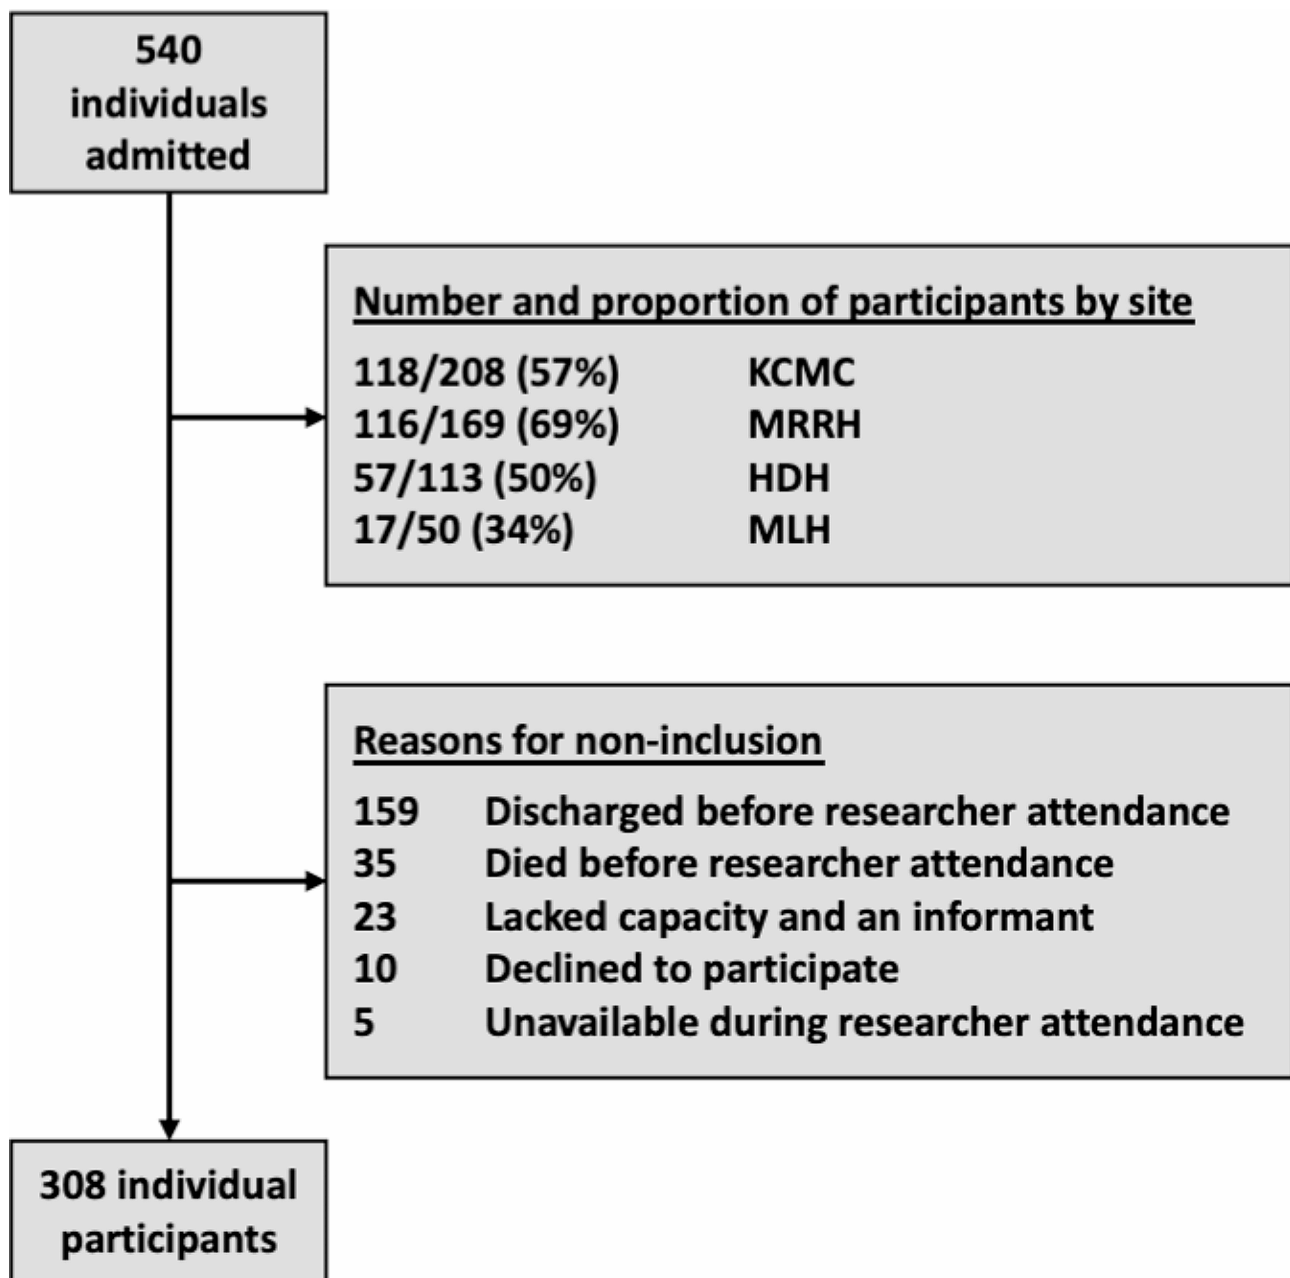 540
individuals
admitted
Number and proportion of participants by site
118/208 (57%) KCMC
116/169 (69%) MRRH
57/113 (50%) HDH
17/50 (34%) MLH
Reasons for non-inclusion
159 Discharged before researcher attendance
35 Died before researcher attendance
23 Lacked capacity and an informant
10 Declined to participate
5 Unavailable during researcher attendance
308 individual
participants